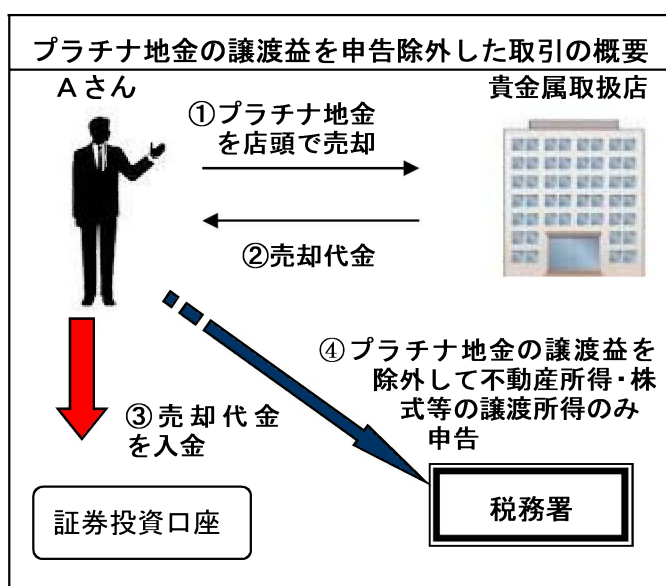 プラチナ地金の譲渡益を申告除外した取引の概要
Aさん
貴金属取扱店
①プラチナ地金
を店頭で売却
②売却代金
④プラチナ地金の譲渡益を
除外して不動産所得・株
式等の譲渡所得のみ
申告
③売却代金
を入金
証券投資口座
税務署